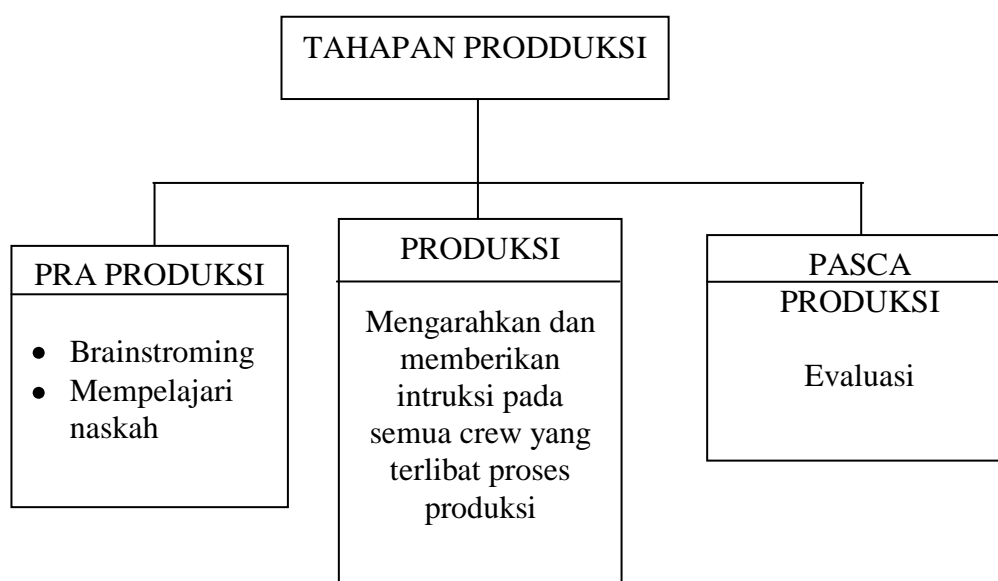 TAHAPAN PRODDUKSI
PRA PRODUKSI
• Brainstroming
• Mempelajari
naskah
PRODUKSI
Mengarahkan dan
memberikan
intruksi pada
semua crew yang
terlibat proses
produksi
PASCA
PRODUKSI
Evaluasi